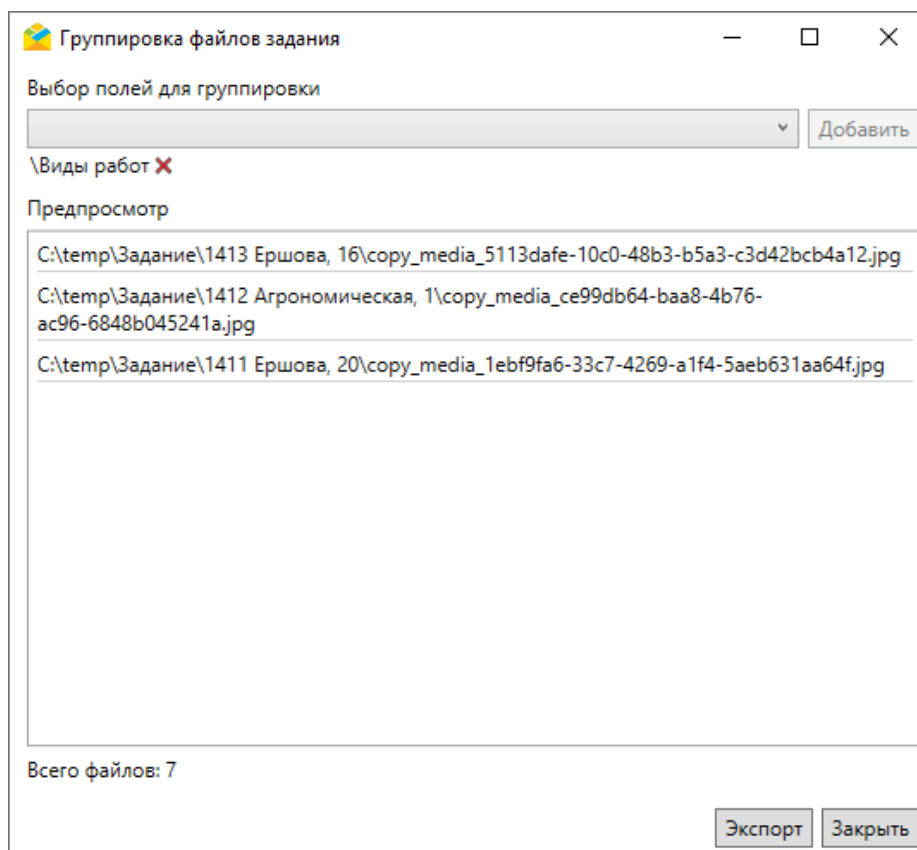 Группировка файлов задания
Выбор полей для группировки
Добавить
\Виды работ
Предпросмотр
C:\temp\Задание\1413 Ершова, 16\copy_media_5113dafe-10c0-48b3-b5a3-c3d42bcb4a12.jpg
C:\temp\Задание\1412 Агрономическая, 1\copy_media_ce99db64-baa8-4b76-
ac96-6848b045241a.jpg
C:\temp\Задание\1411 Ершова, 20\copy_media_1ebf9fa6-33c7-4269-a1f4-5aeb631aa64f.jpg
Всего файлов: 7
Экспорт Закрыть